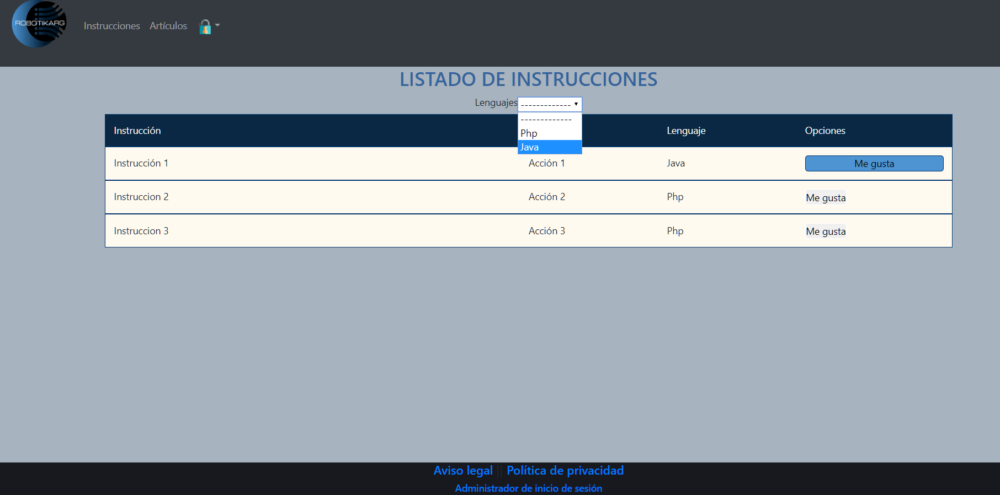 ROBOTIKARG
Instrucciones Artículos
LISTADO DE INSTRUCCIONES
Lenguajes -------------
-------------
Php
Java
Instrucción Lenguaje Opciones
Instrucción 1 Acción 1 Java Me gusta
Instruccion 2 Acción 2 Php Me gusta
Instruccion 3 Acción 3 Php Me gusta
Aviso legal || Política de privacidad
Administrador de inicio de sesión